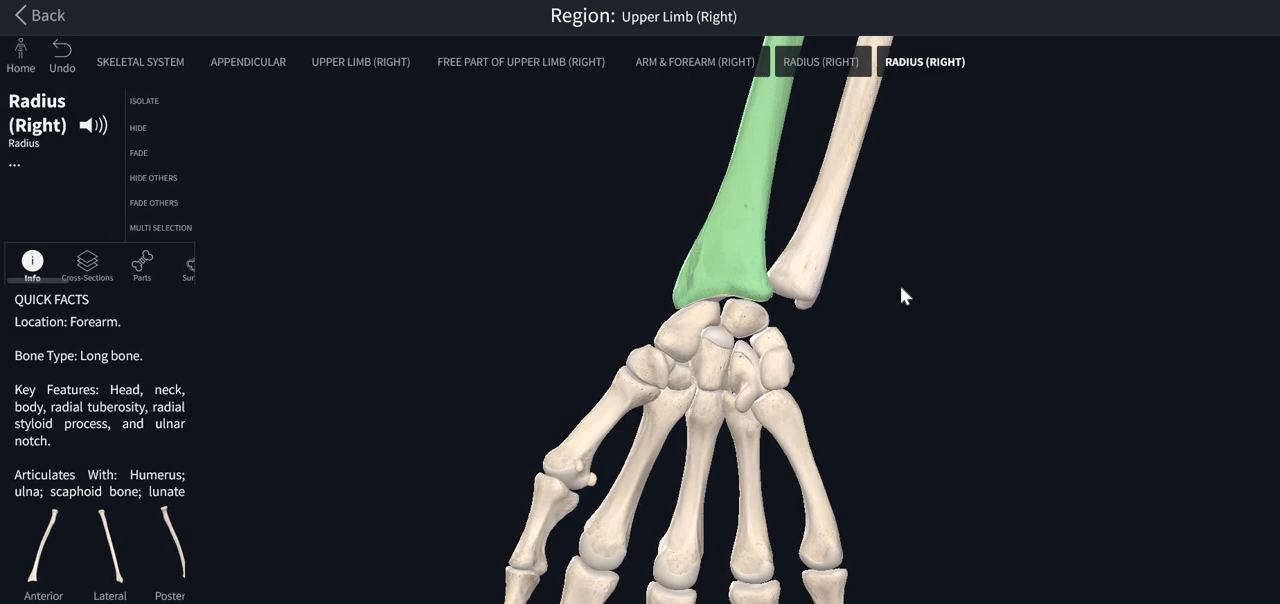 Back
Region: Upper Limb (Right)
Home
Undo
SKELETAL SYSTEM
APPENDICULAR
UPPER LIMB (RIGHT)
FREE PART OF UPPER LIMB (RIGHT)
ARM & FOREARM (RIGHT)
RADIUS (RIGHT)
RADIUS (RIGHT)
Radius
(Right)
Radius
...
ISOLATE
HIDE
FADE
HIDE OTHERS
FADE OTHERS
MULTI SELECTION
Info
Cross-Sections
Parts
Sur
QUICK FACTS
Location: Forearm.
Bone Type: Long bone.
Key Features: Head, neck,
body, radial tuberosity, radial
styloid process, and ulnar
notch.
Articulates With: Humerus;
ulna; scaphoid bone; lunate
Anterior
Lateral
Poster